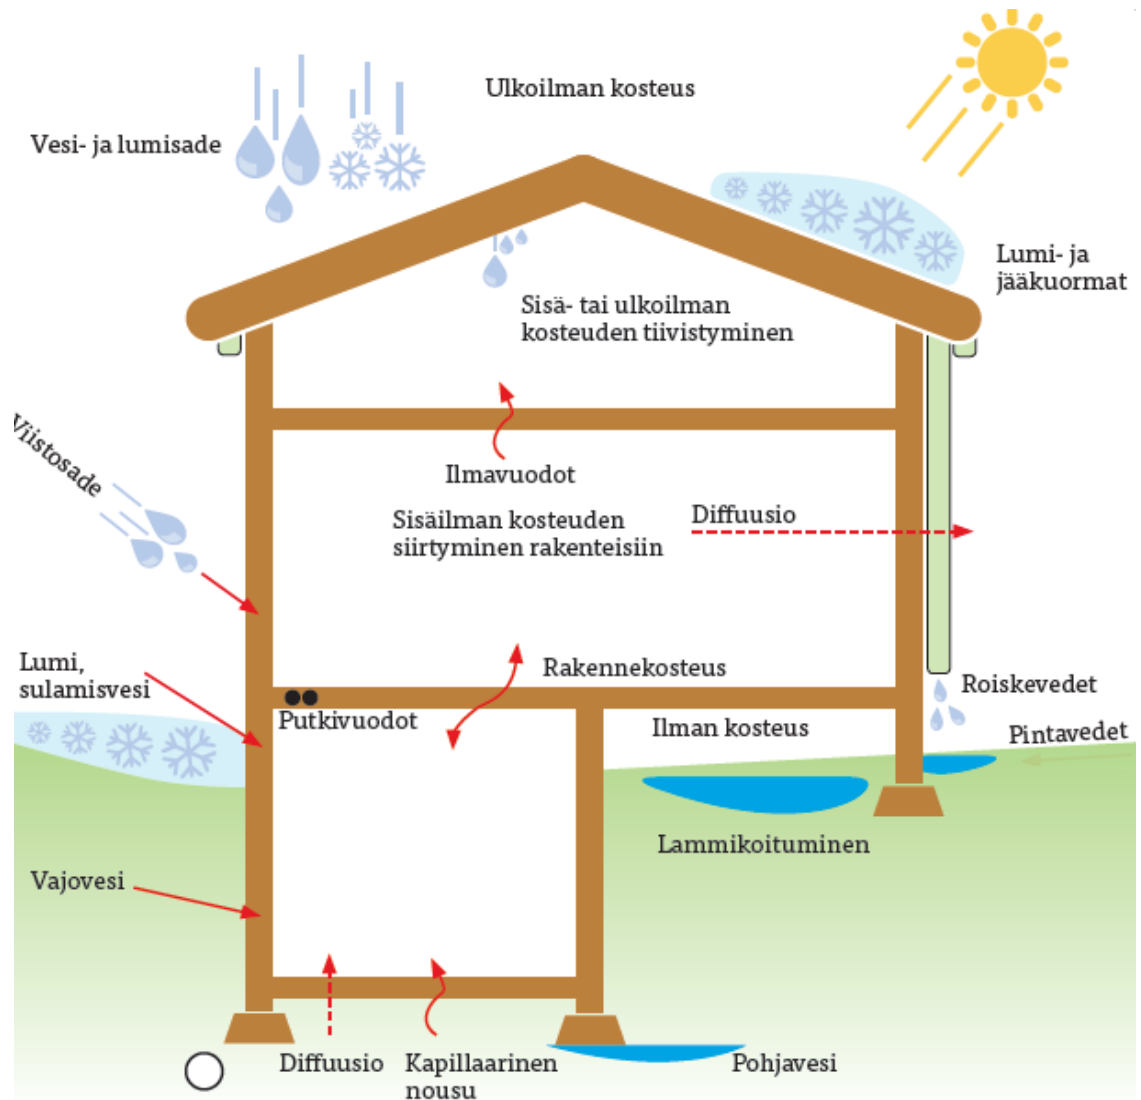 Ulkoilman kosteus
Vesi- ja lumisade
Lumi- ja
jääkuormat
Sisä- tai ulkoilman
kosteuden tiivistyminen
Viistosade
Ilmavuodot
Sisäilman kosteuden
siirtyminen rakenteisiin
Diffuusio
Lumi,
sulamisvesi
Rakennekosteus
Roiskevedet
Putkivuodot
Ilman kosteus
Pintavedet
Lammikoituminen
Vajovesi
Diffuusio
Kapillaarinen
nousu
Pohjavesi